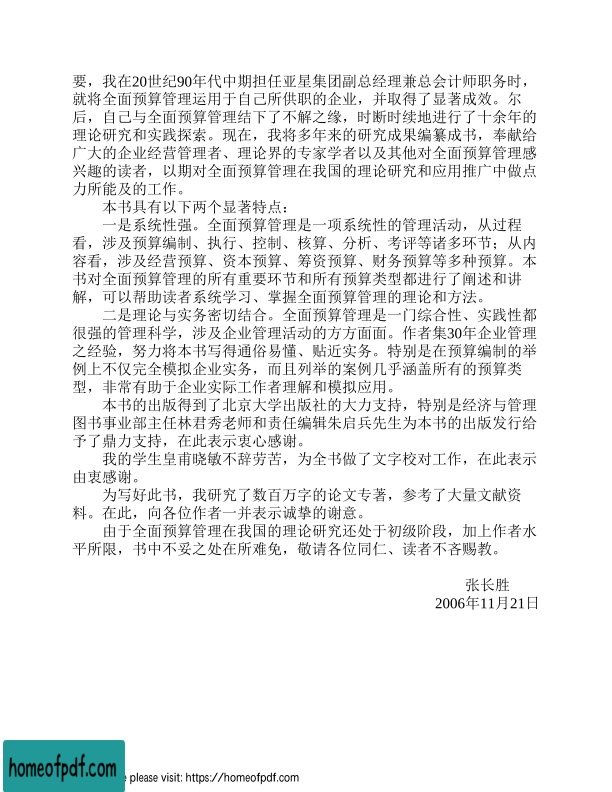 要，我在20世纪90年代中期担任亚星集团副总经理兼总会计师职务时，
就将全面预算管理运用于自己所供职的企业，并取得了显著成效。尔
后，自己与全面预算管理结下了不解之缘，时断时续地进行了十余年的
理论研究和实践探索。现在，我将多年来的研究成果编纂成书，奉献给
广大的企业经营管理者、理论界的专家学者以及其他对全面预算管理感
兴趣的读者，以期对全面预算管理在我国的理论研究和应用推广中做点
力所能及的工作。
本书具有以下两个显著特点：
一是系统性强。全面预算管理是一项系统性的管理活动，从过程
看，涉及预算编制、执行、控制、核算、分析、考评等诸多环节；从内
容看，涉及经营预算、资本预算、筹资预算、财务预算等多种预算。本
书对全面预算管理的所有重要环节和所有预算类型都进行了阐述和讲
解，可以帮助读者系统学习、掌握全面预算管理的理论和方法。
二是理论与实务密切结合。全面预算管理是一门综合性、实践性都
很强的管理科学，涉及企业管理活动的方方面面。作者集30年企业管理
之经验，努力将本书写得通俗易懂、贴近实务。特别是在预算编制的举
例上不仅完全模拟企业实务，而且列举的案例几乎涵盖所有的预算类
型，非常有助于企业实际工作者理解和模拟应用。
本书的出版得到了北京大学出版社的大力支持，特别是经济与管理
图书事业部主任林君秀老师和责任编辑朱启兵先生为本书的出版发行给
予了鼎力支持，在此表示衷心感谢。
我的学生皇甫晓敏不辞劳苦，为全书做了文字校对工作，在此表示
由衷感谢。
为写好此书，我研究了数百万字的论文专著，参考了大量文献资
料。在此，向各位作者一并表示诚挚的谢意。
由于全面预算管理在我国的理论研究还处于初级阶段，加上作者水
平所限，书中不妥之处在所难免，敬请各位同仁、读者不吝赐教。
张长胜
2006年11月21日
homeofpdf.com
please visit: https://homeofpdf.com